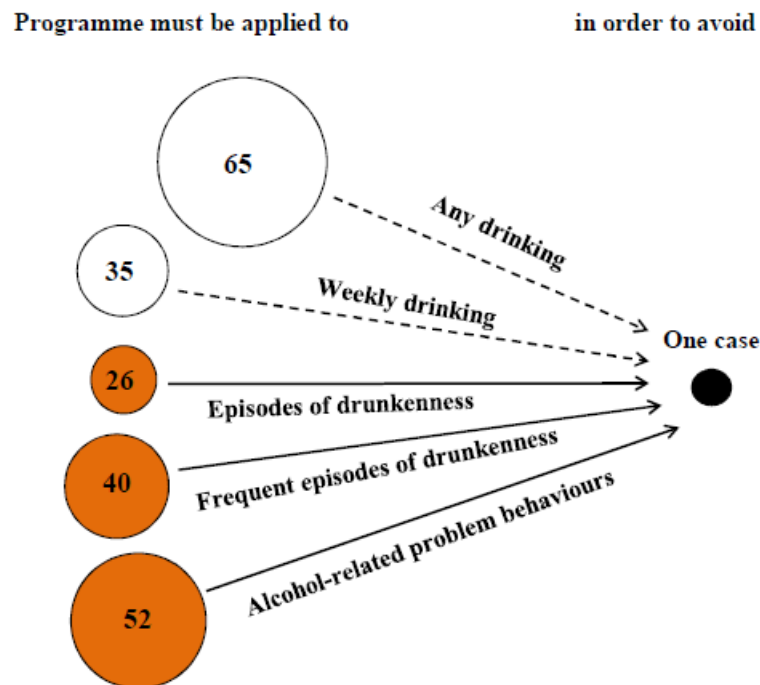 Programme must be applied to
in order to avoid
65
Any drinking
35
Weekly drinking
One case
26
Episodes of drunkenness
40
Frequent episodes of drunkenness
52
Alcohol-related problem behaviours